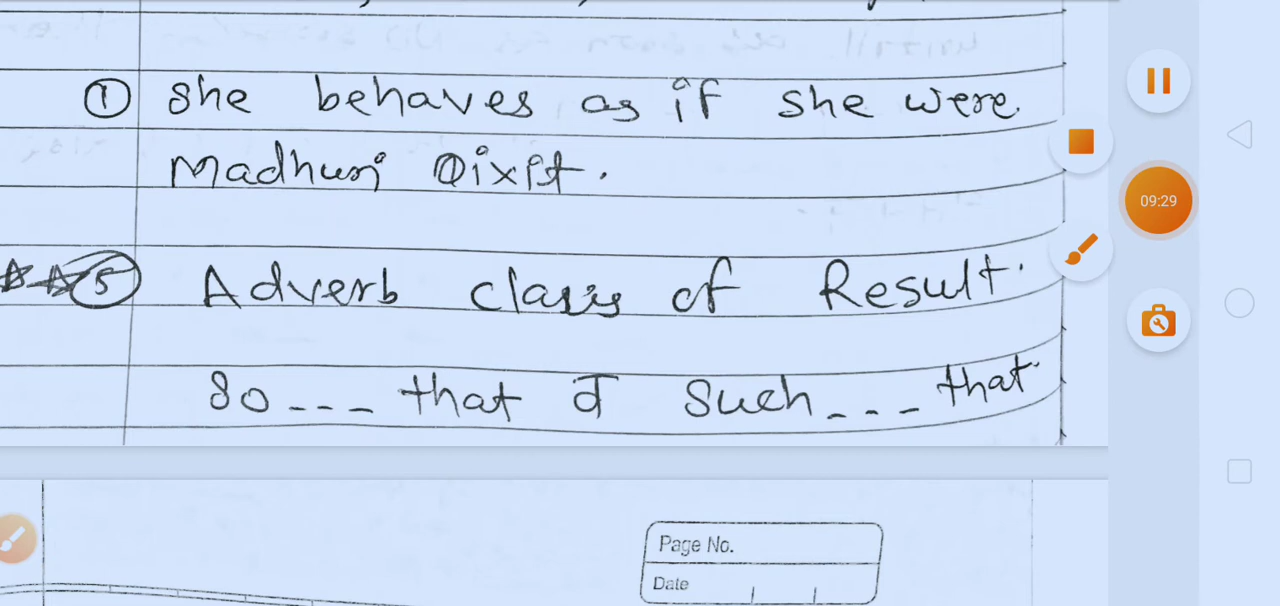 ① she behaves as if she were
Madhuri Dixit.
⑤ Adverb class of Result.
So --- that & Such --- that
Page No.
Date
09:29